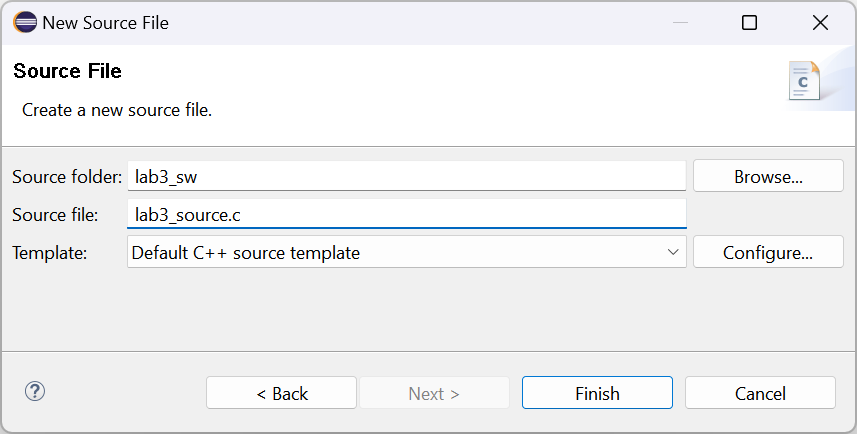 New Source File
Source File
Create a new source file.
Source folder: lab3_sw Browse...
Source file: lab3_source.c
Template: Default C++ source template Configure...
? < Back Next > Finish Cancel